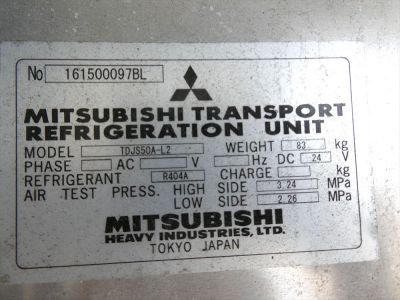 No 161500097BL
MITSUBISHI TRANSPORT
REFRIGERATION UNIT
MODEL TDJS50A-L2 WEIGHT 83 kg
PHASE AC V Hz DC 24 V
REFRIGERANT R404A CHARGE kg
AIR TEST PRESS. HIGH SIDE 3.24 MPa
LOW SIDE 2.26 MPa
MITSUBISHI
HEAVY INDUSTRIES, LTD.
TOKYO JAPAN